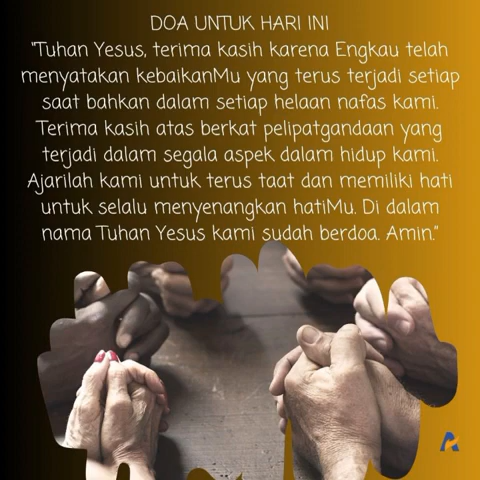 DOA UNTUK HARI INI
"Tuhan Yesus, terima kasih karena Engkau telah
menyatakan kebaikanMu yang terus terjadi setiap
saat bahkan dalam setiap helaan nafas kami.
Terima kasih atas berkat pelipatgandaan yang
terjadi dalam segala aspek dalam hidup kami.
Ajarilah kami untuk terus taat dan memiliki hati
untuk selalu menyenangkan hatiMu. Di dalam
nama Tuhan Yesus kami sudah berdoa. Amin."